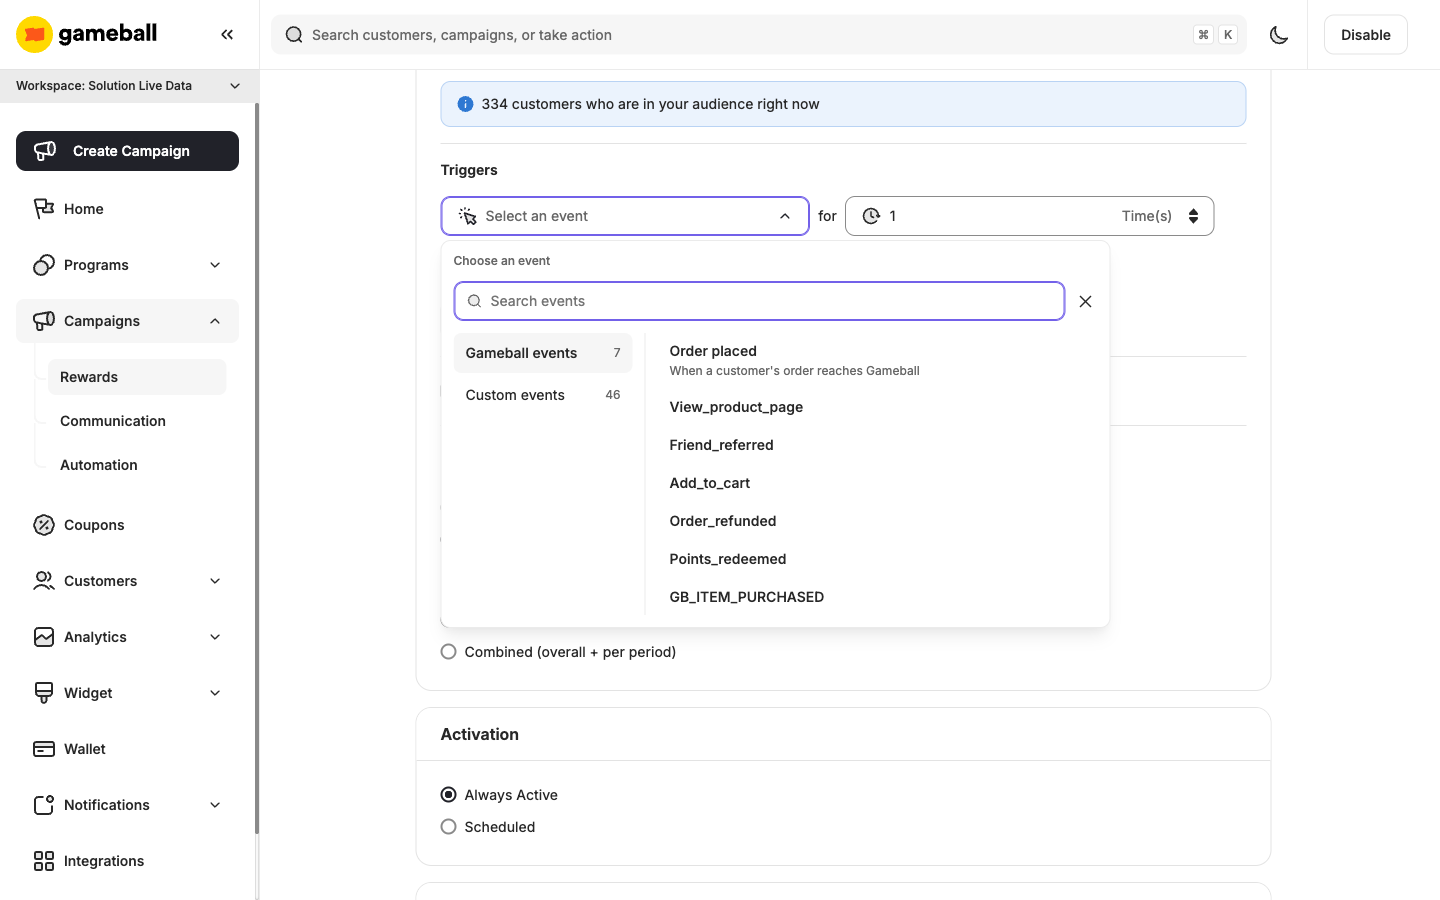 gameball
Search customers, campaigns, or take action
⌘ K
Disable
Workspace: Solution Live Data
Create Campaign
Home
Programs
Campaigns
Rewards
Communication
Automation
Coupons
Customers
Analytics
Widget
Wallet
Notifications
Integrations
334 customers who are in your audience right now
Triggers
Select an event
for
1
Time(s)
Choose an event
Search events
Gameball events 7
Custom events 46
Order placed
When a customer's order reaches Gameball
View_product_page
Friend_referred
Add_to_cart
Order_refunded
Points_redeemed
GB_ITEM_PURCHASED
Combined (overall + per period)
Activation
Always Active
Scheduled